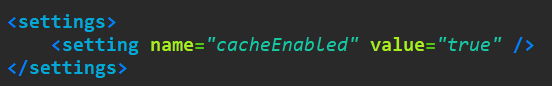 <settings>
    <setting name="cacheEnabled" value="true" />
</settings>